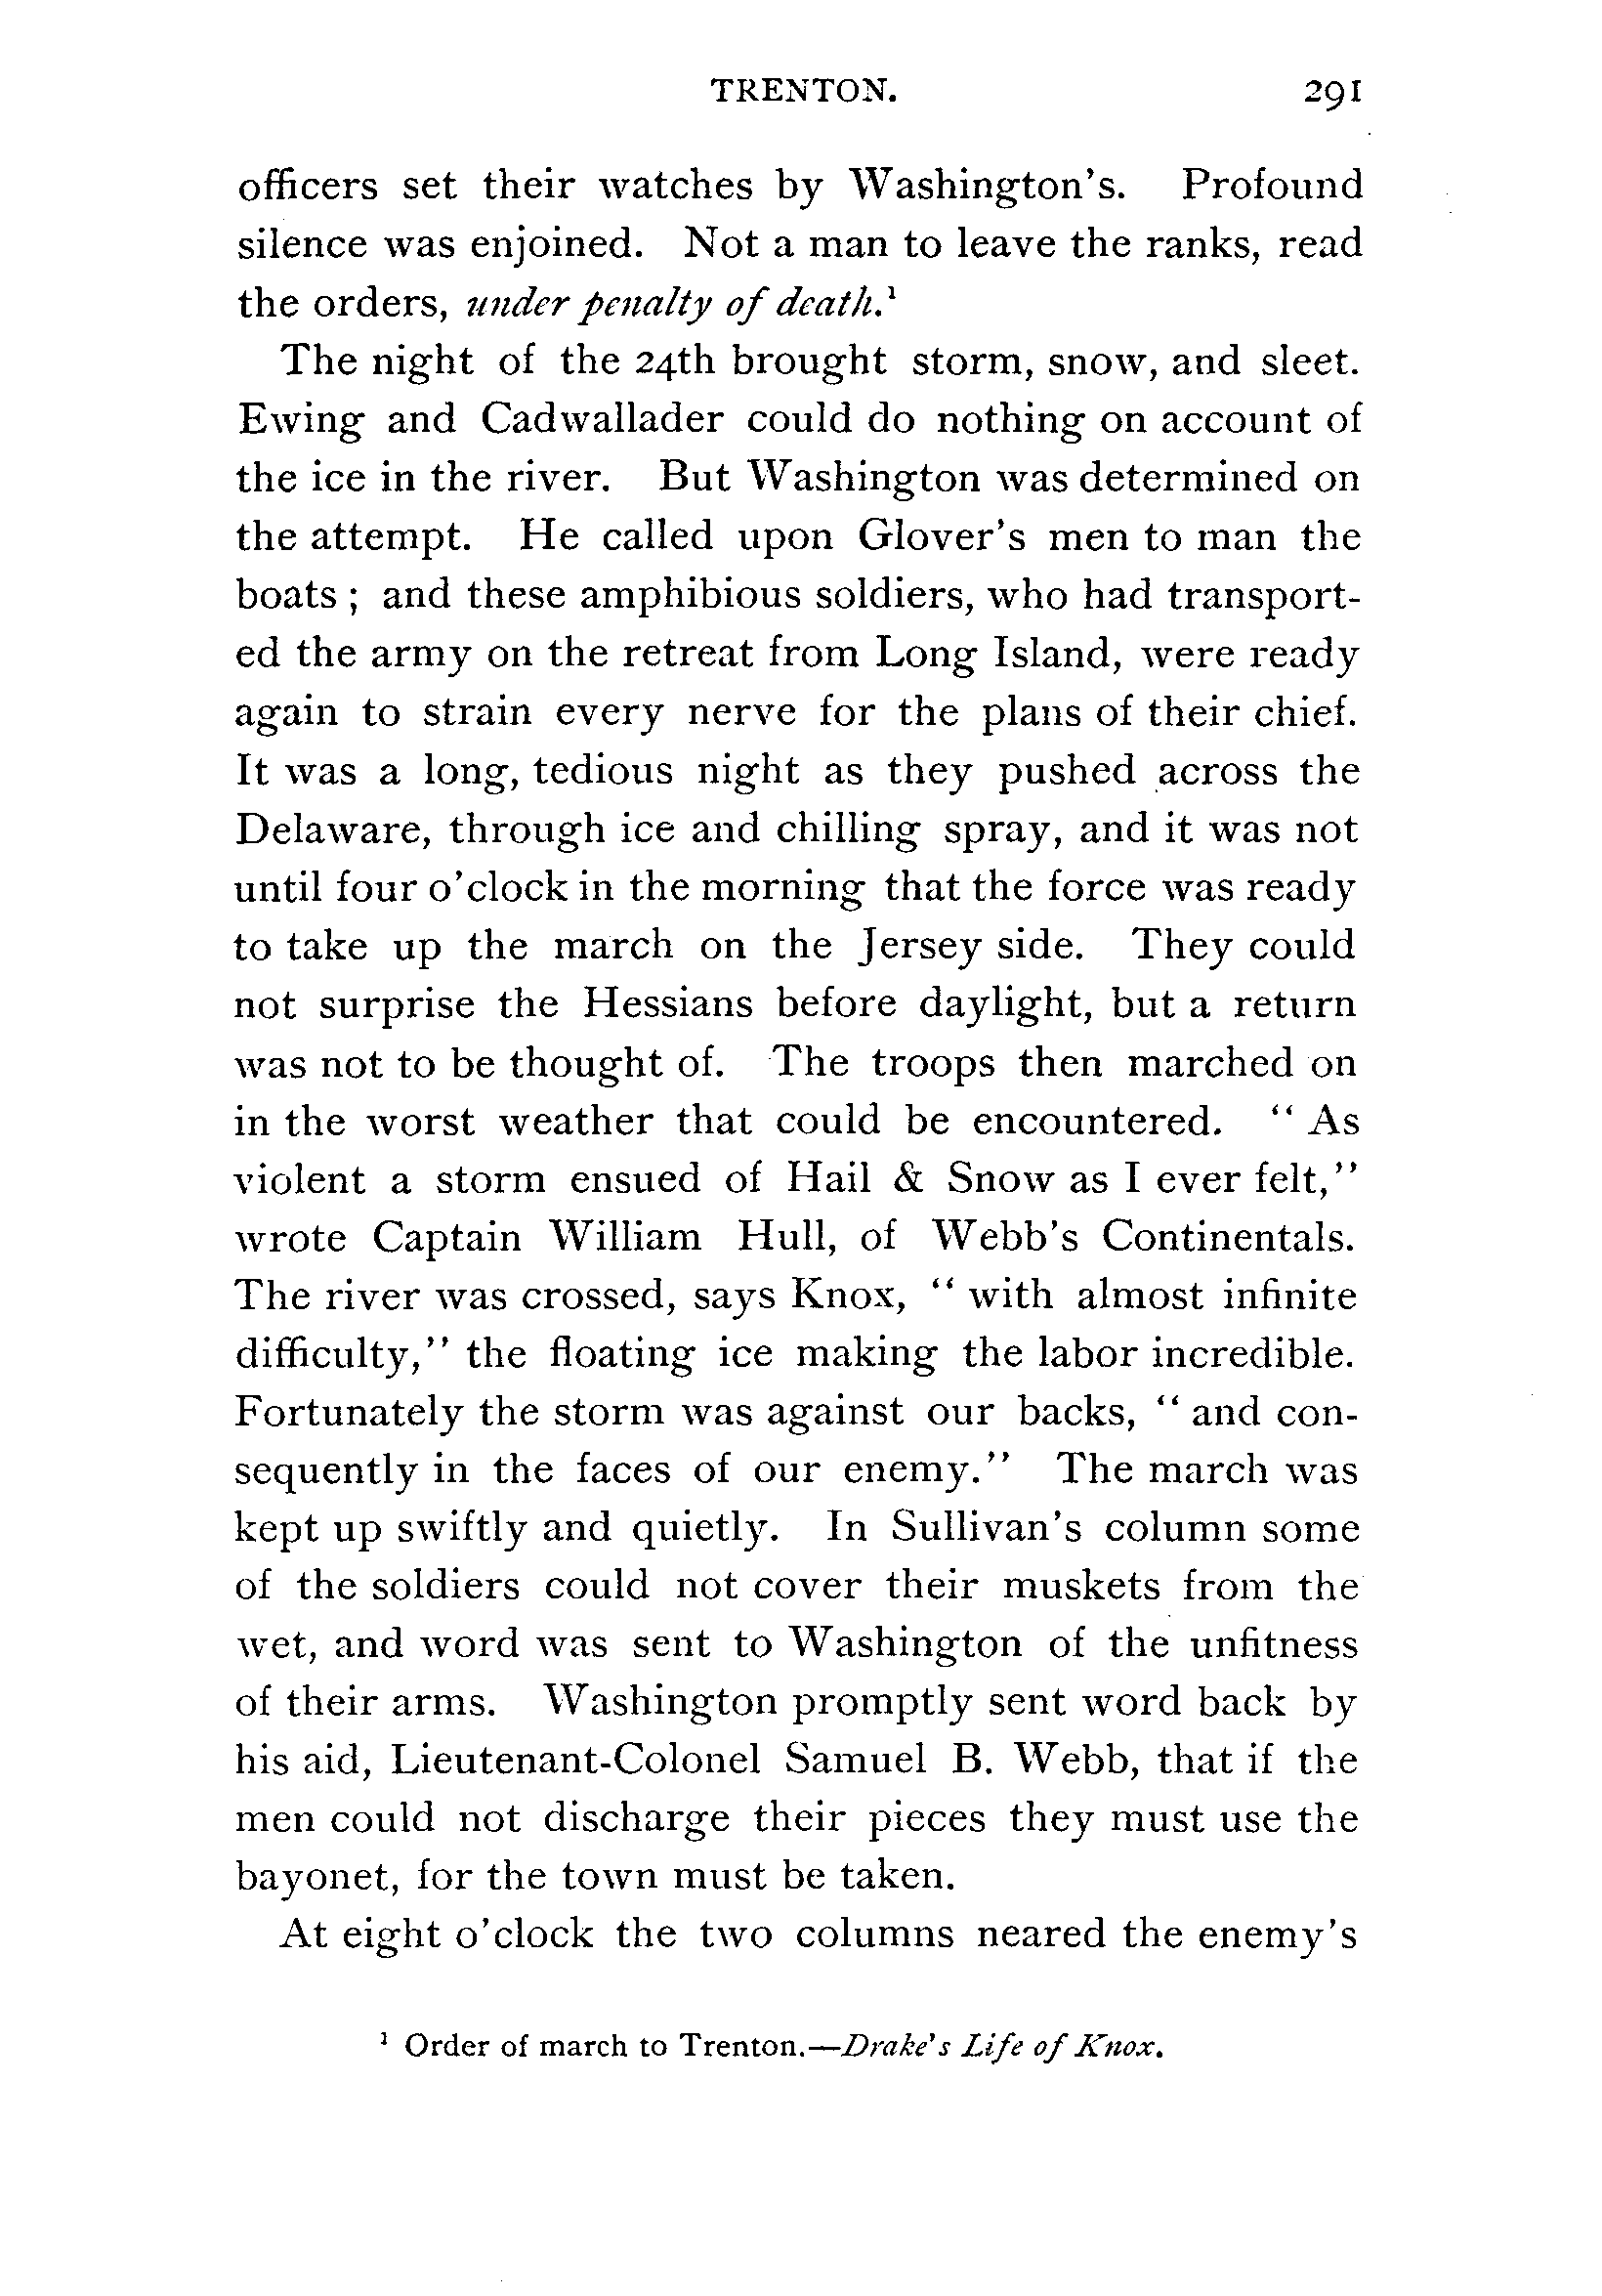 TRENTON. 291
officers set their watches by Washington's. Profound
silence was enjoined. Not a man to leave the ranks, read
the orders, under penalty of death.¹
The night of the 24th brought storm, snow, and sleet.
Ewing and Cadwallader could do nothing on account of
the ice in the river. But Washington was determined on
the attempt. He called upon Glover's men to man the
boats ; and these amphibious soldiers, who had transport-
ed the army on the retreat from Long Island, were ready
again to strain every nerve for the plans of their chief.
It was a long, tedious night as they pushed across the
Delaware, through ice and chilling spray, and it was not
until four o'clock in the morning that the force was ready
to take up the march on the Jersey side. They could
not surprise the Hessians before daylight, but a return
was not to be thought of. The troops then marched on
in the worst weather that could be encountered. "As
violent a storm ensued of Hail & Snow as I ever felt,"
wrote Captain William Hull, of Webb's Continentals.
The river was crossed, says Knox, "with almost infinite
difficulty," the floating ice making the labor incredible.
Fortunately the storm was against our backs, "and con-
sequently in the faces of our enemy." The march was
kept up swiftly and quietly. In Sullivan's column some
of the soldiers could not cover their muskets from the
wet, and word was sent to Washington of the unfitness
of their arms. Washington promptly sent word back by
his aid, Lieutenant-Colonel Samuel B. Webb, that if the
men could not discharge their pieces they must use the
bayonet, for the town must be taken.
At eight o'clock the two columns neared the enemy's
¹ Order of march to Trenton.—Drake's Life of Knox.